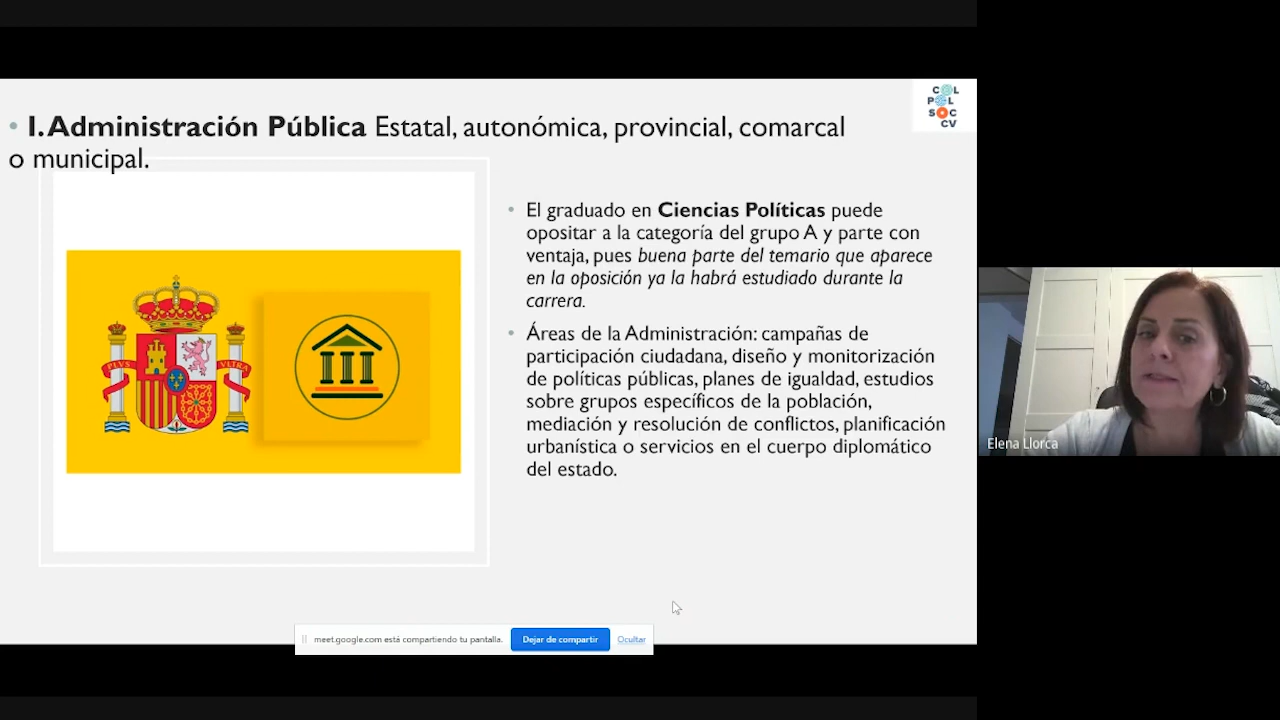 • I. Administración Pública Estatal, autonómica, provincial, comarcal
o municipal.
COL
POL
SOC
CV
PLVS VLTRA
• El graduado en Ciencias Políticas puede
opositar a la categoría del grupo A y parte con
ventaja, pues buena parte del temario que aparece
en la oposición ya la habrá estudiado durante la
carrera.
• Áreas de la Administración: campañas de
participación ciudadana, diseño y monitorización
de políticas públicas, planes de igualdad, estudios
sobre grupos específicos de la población,
mediación y resolución de conflictos, planificación
urbanística o servicios en el cuerpo diplomático
del estado.
Elena Llorca
meet.google.com está compartiendo tu pantalla.
Dejar de compartir
Ocultar